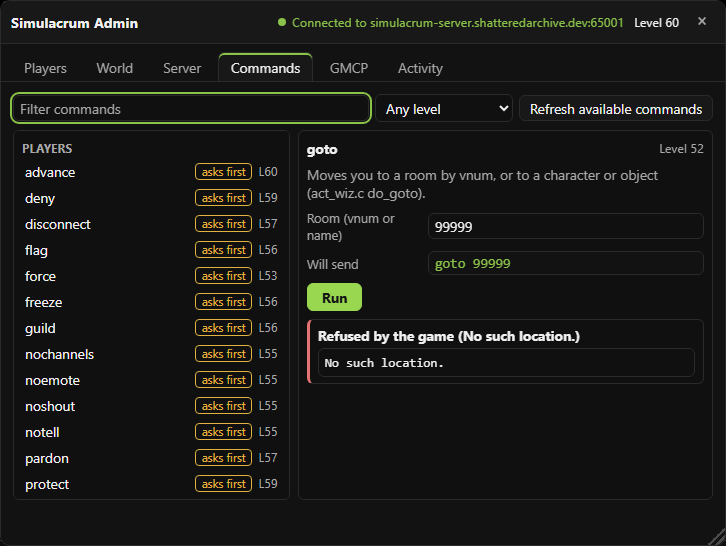 Simulacrum Admin
Connected to simulacrum-server.shatteredarchive.dev:65001
Level 60
×
Players
World
Server
Commands
GMCP
Activity
Filter commands
Any level
Refresh available commands
PLAYERS
advance asks first L60
deny asks first L59
disconnect asks first L57
flag asks first L56
force asks first L53
freeze asks first L56
guild asks first L56
nochannels asks first L55
noemote asks first L55
noshout asks first L55
notell asks first L55
pardon asks first L57
protect asks first L59
goto
Level 52
Moves you to a room by vnum, or to a character or object
(act_wiz.c do_goto).
Room (vnum or
name)
99999
Will send
goto 99999
Run
Refused by the game (No such location.)
No such location.